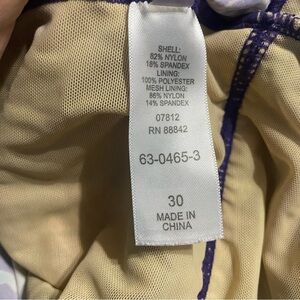 SHELL:
82% NYLON
18% SPANDEX
LINING:
100% POLYESTER
MESH LINING:
86% NYLON
14% SPANDEX
07812
RN 88842
63-0465-3
30
MADE IN
CHINA